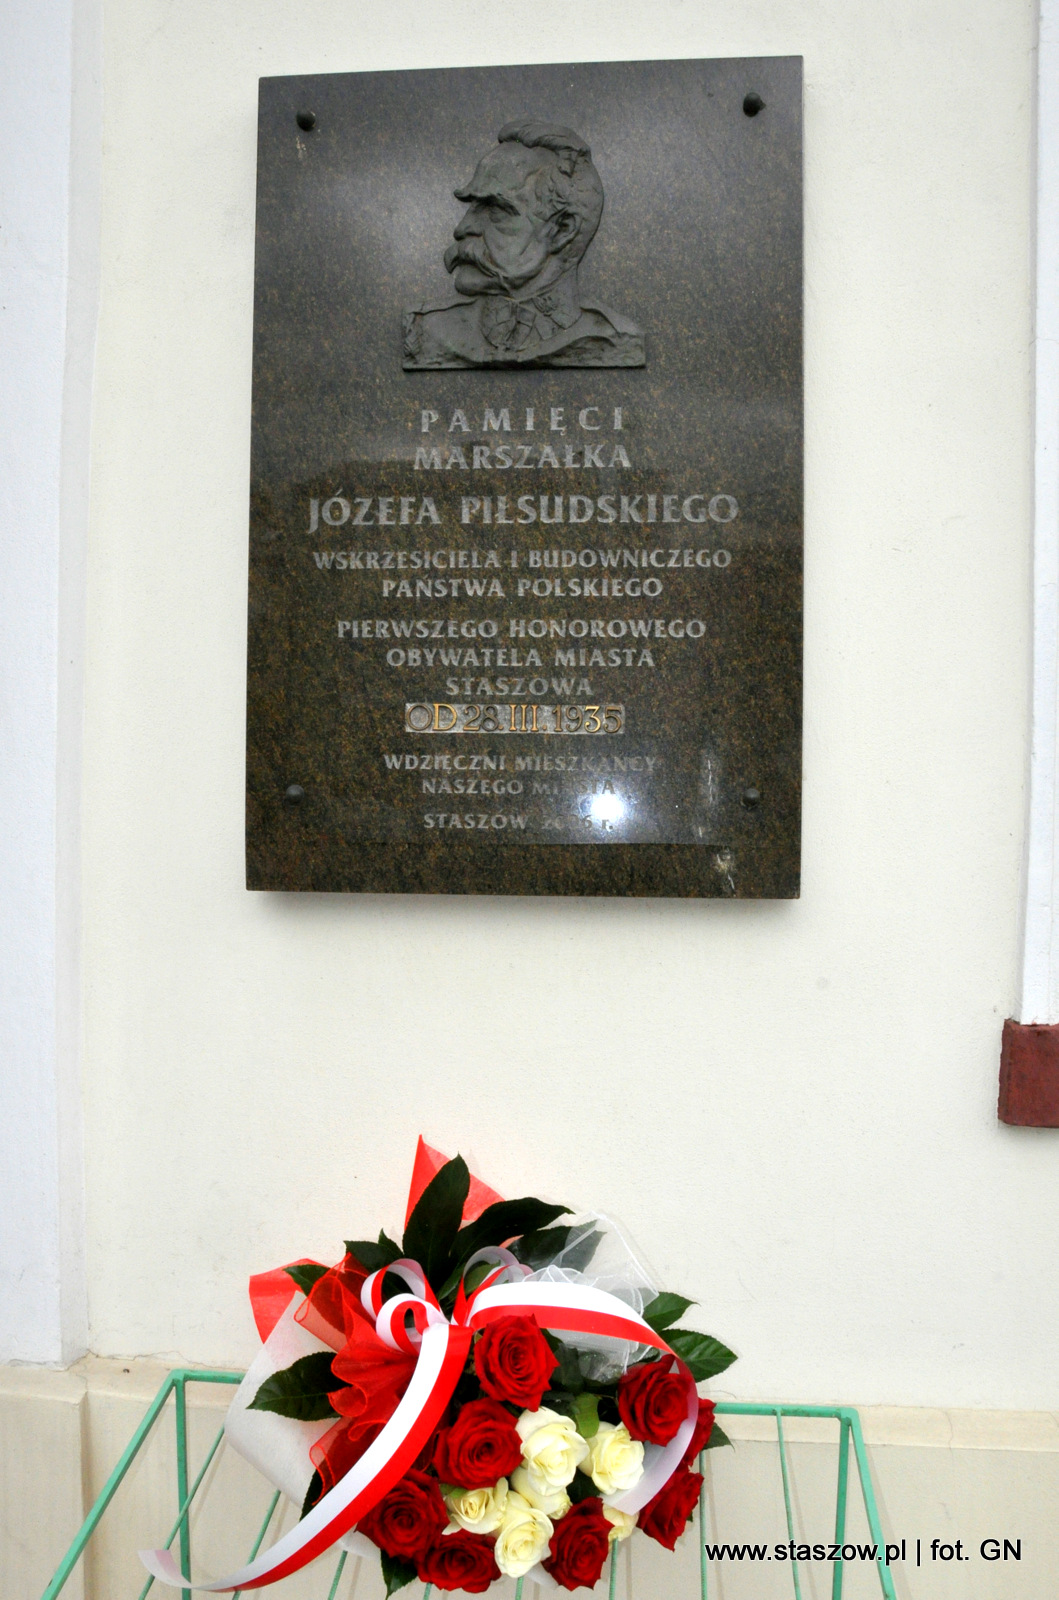 PAMIĘCI
MARSZAŁKA
JÓZEFA PIŁSUDSKIEGO
WSKRZESICIELA I BUDOWNICZEGO
PAŃSTWA POLSKIEGO
PIERWSZEGO HONOROWEGO
OBYWATELA MIASTA
STASZOWA
OD 28.III.1935
WDZIĘCZNI MIESZKAŃCY
NASZEGO MIASTA
STASZÓW r.
www.staszow.pl | fot. GN